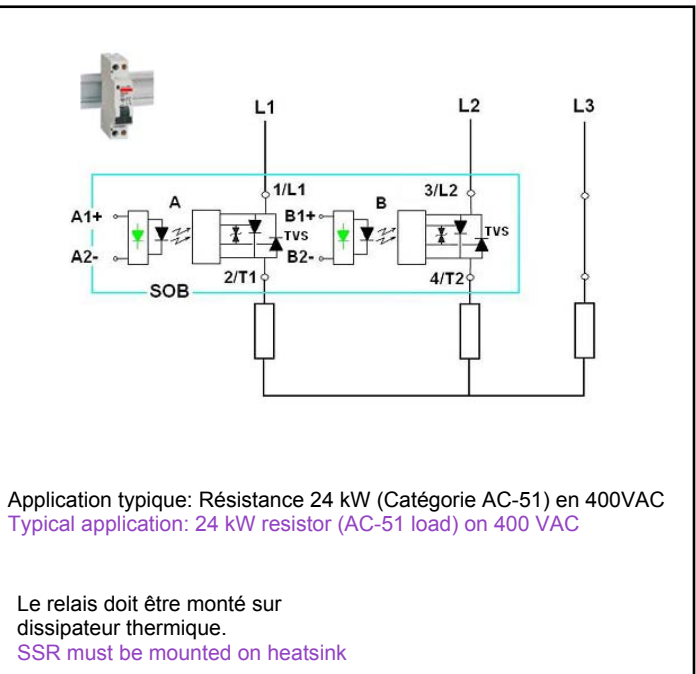 L1
L2
L3
1/L1
3/L2
A
B
A1+
B1+
TVS
TVS
A2-
B2-
2/T1
4/T2
SOB
Application typique: Résistance 24 kW (Catégorie AC-51) en 400VAC
Typical application: 24 kW resistor (AC-51 load) on 400 VAC
Le relais doit être monté sur
dissipateur thermique.
SSR must be mounted on heatsink